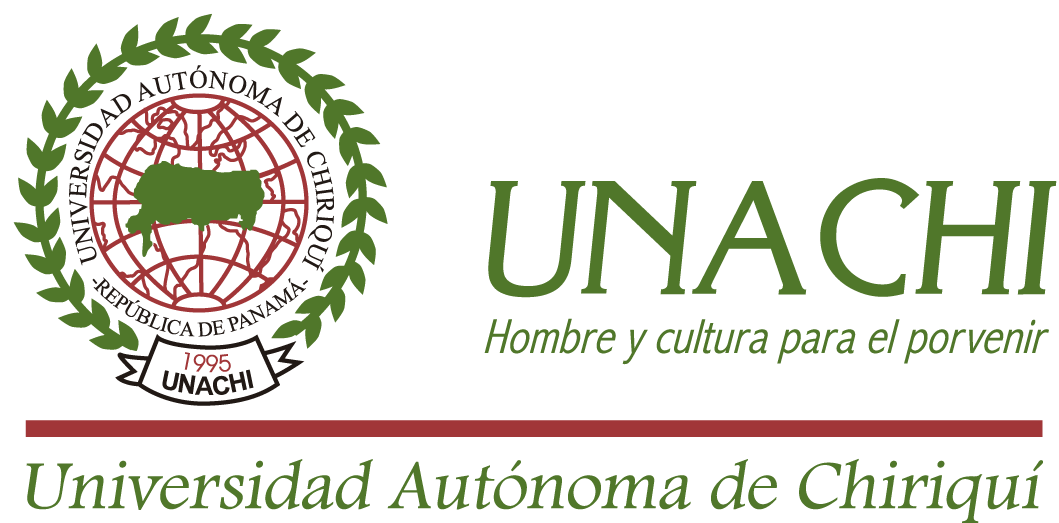 UNIVERSIDAD AUTÓNOMA DE CHIRIQUÍ
-REPÚBLICA DE PANAMÁ-
1995
UNACHI
UNACHI
Hombre y cultura para el porvenir
Universidad Autónoma de Chiriquí